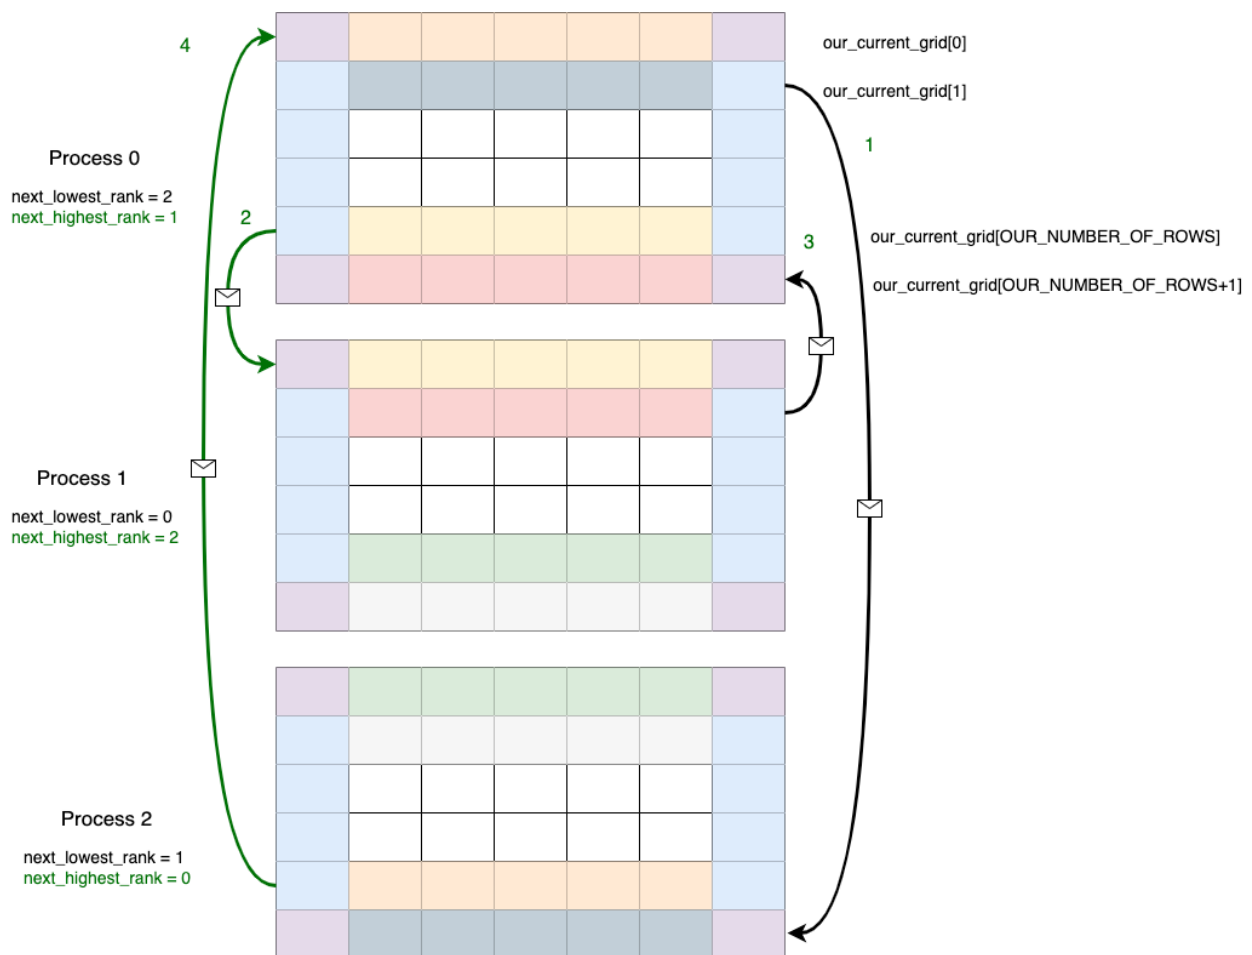 4
our_current_grid[0]
our_current_grid[1]
1
Process 0
next_lowest_rank = 2
next_highest_rank = 1
2
3
our_current_grid[OUR_NUMBER_OF_ROWS]
our_current_grid[OUR_NUMBER_OF_ROWS+1]
Process 1
next_lowest_rank = 0
next_highest_rank = 2
Process 2
next_lowest_rank = 1
next_highest_rank = 0